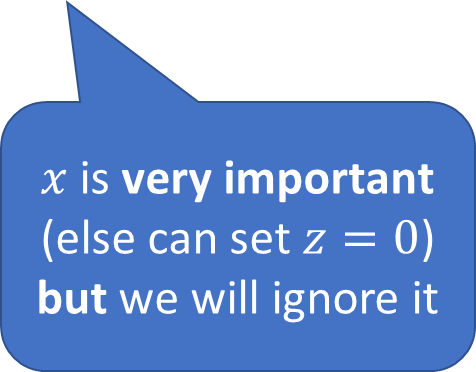 x is very important
(else can set z = 0)
but we will ignore it